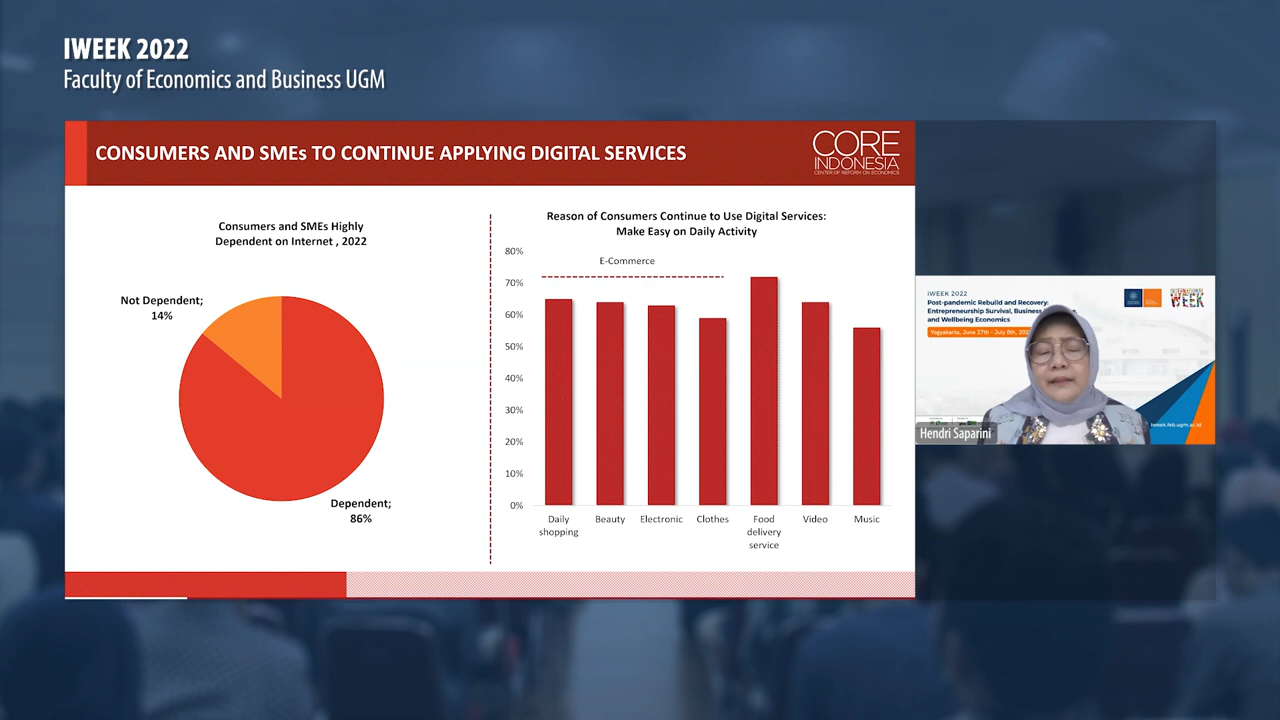 IWEEK 2022
Faculty of Economics and Business UGM
CONSUMERS AND SMEs TO CONTINUE APPLYING DIGITAL SERVICES
CORE
INDONESIA
CENTER OF REFORM ON ECONOMICS
Consumers and SMEs Highly
Dependent on Internet , 2022
Not Dependent;
14%
Dependent;
86%
Reason of Consumers Continue to Use Digital Services:
Make Easy on Daily Activity
80%
70%
60%
50%
40%
30%
20%
10%
0%
E-Commerce
Daily
shopping
Beauty
Electronic
Clothes
Food
delivery
service
Video
Music
IWEEK 2022
Post-pandemic Rebuild and Recovery:
Entrepreneurship Survival, Business
and Wellbeing Economics
Yogyakarta, June 27th - July 8th, 202
INTERNATIONAL
WEEK
iweek.feb.ugm.ac.id
Hendri Saparini